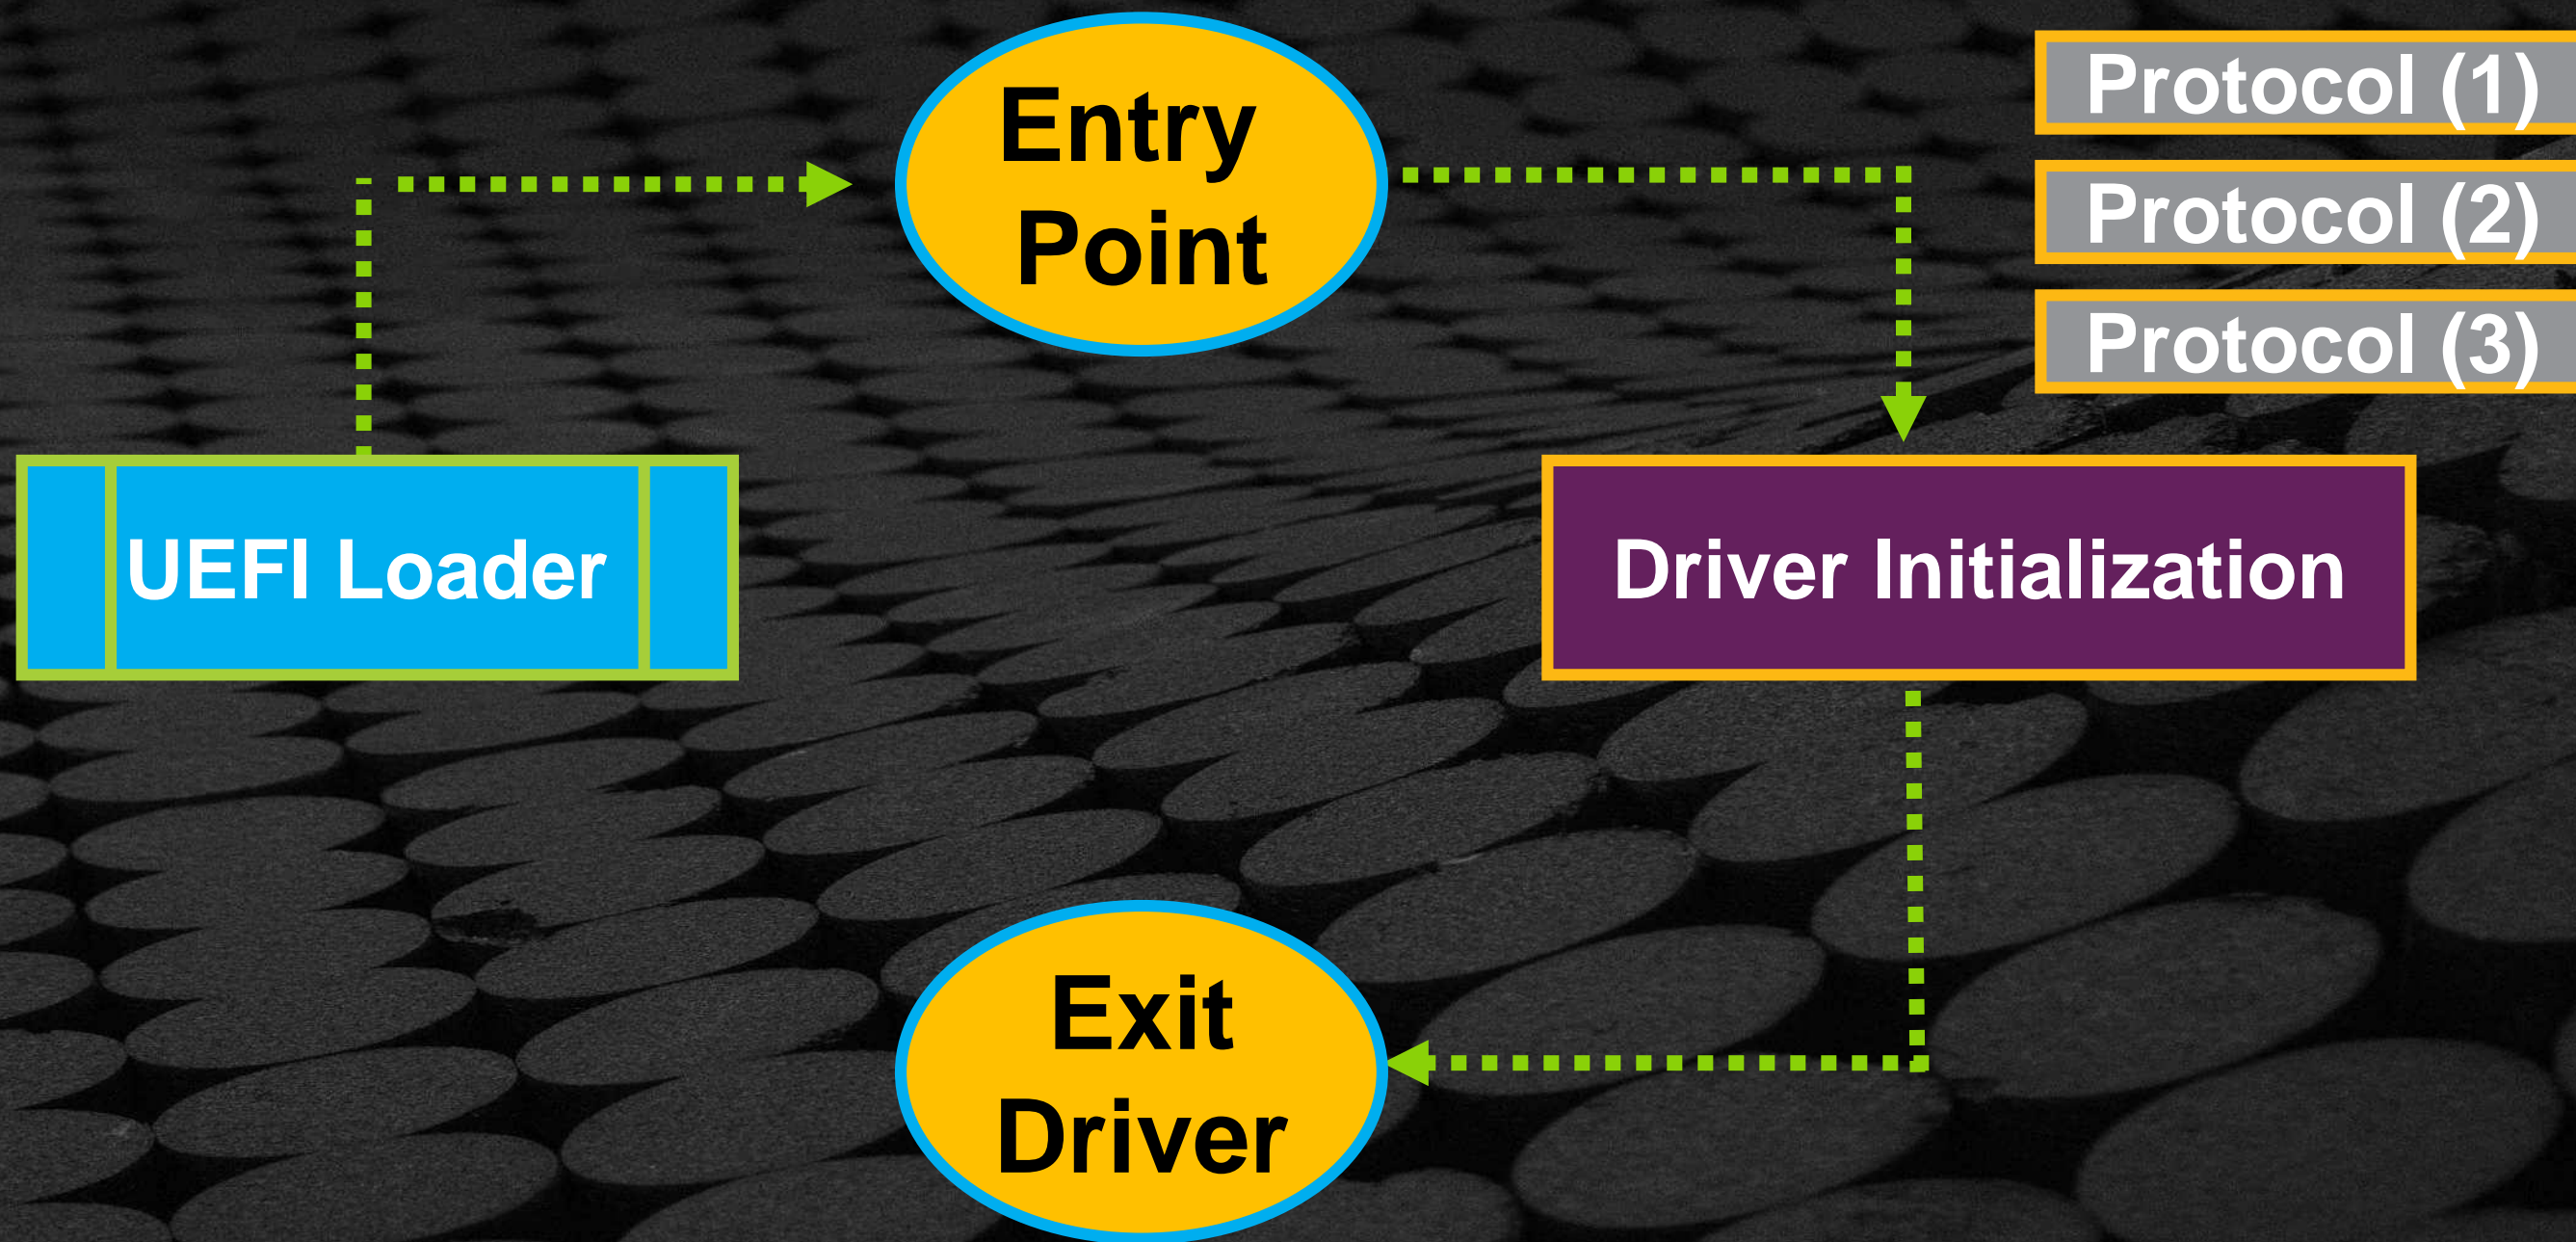 Entry
Point
Protocol (1)
Protocol (2)
Protocol (3)
UEFI Loader
Driver Initialization
Exit
Driver